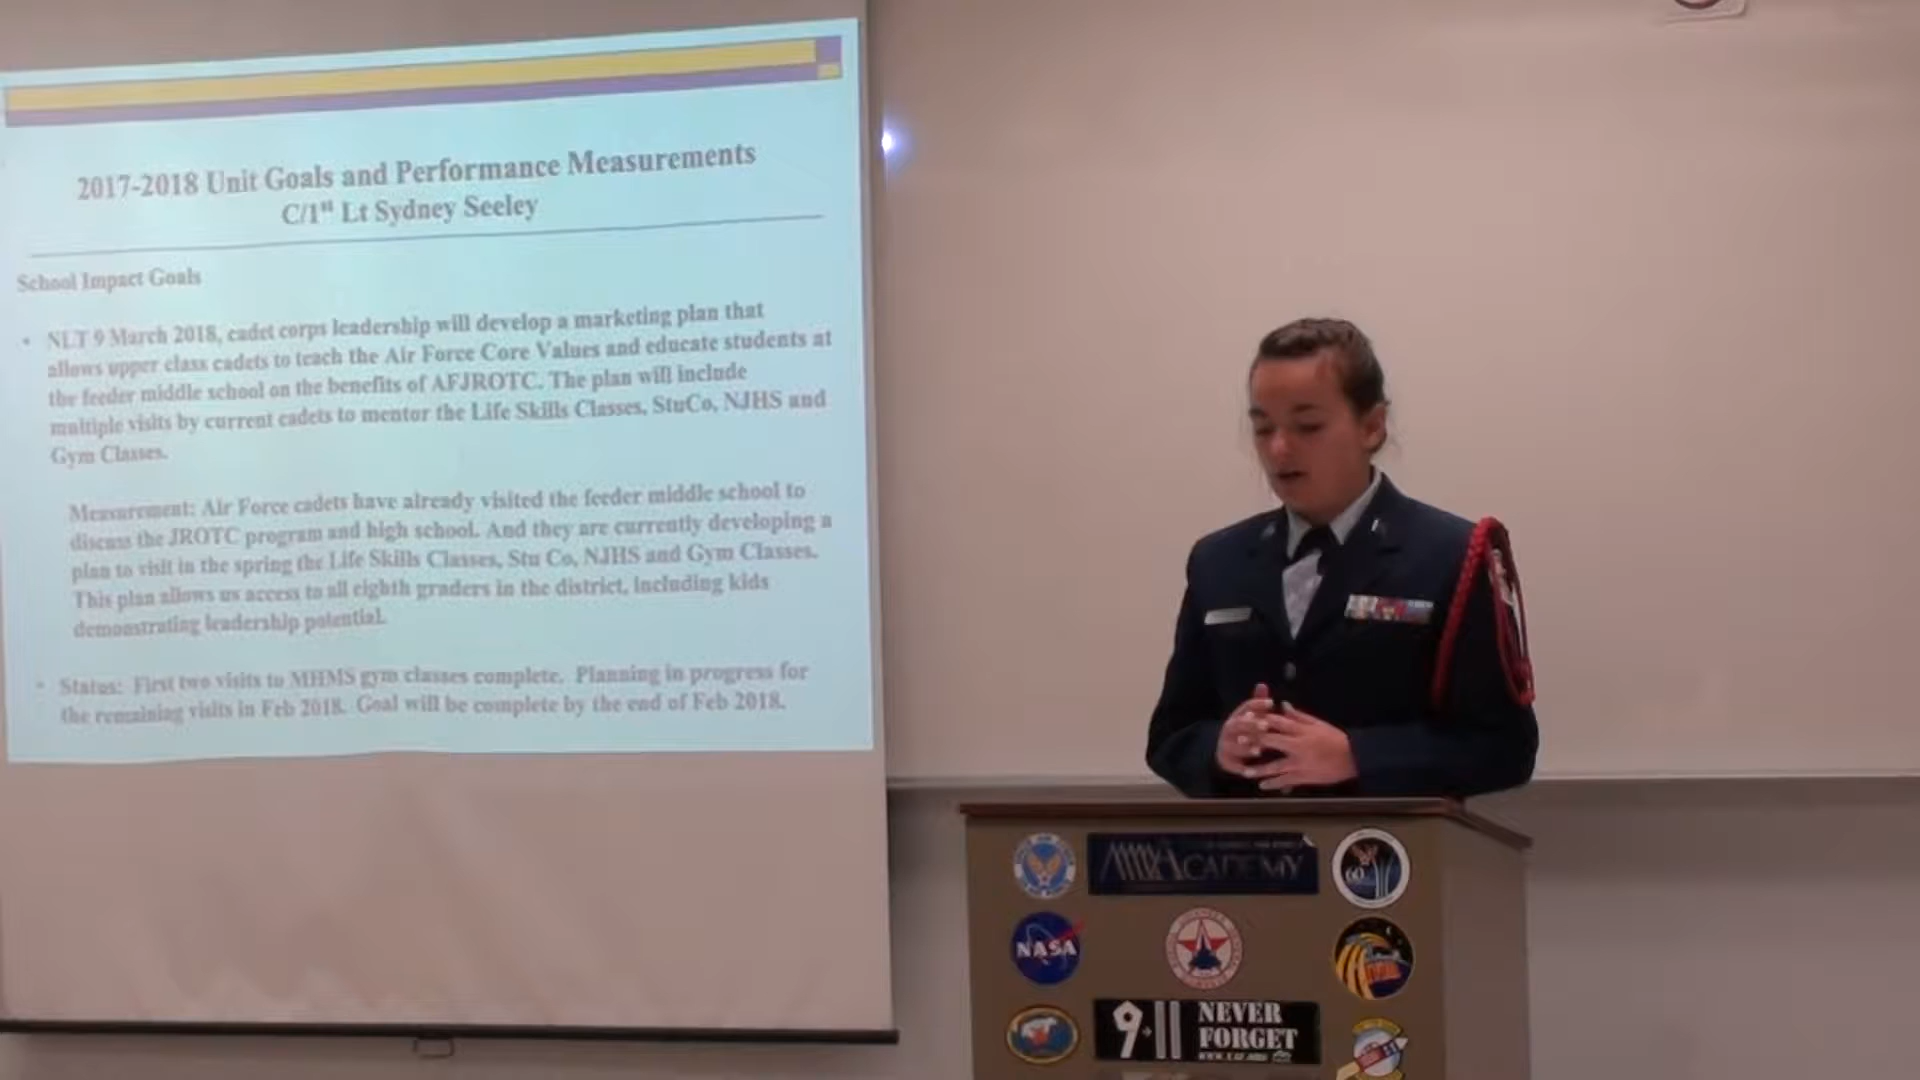 2017-2018 Unit Goals and Performance Measurements
C/1st Lt Sydney Seeley
School Impact Goals
• NLT 9 March 2018, cadet corps leadership will develop a marketing plan that
allows upper class cadets to teach the Air Force Core Values and educate students at
the feeder middle school on the benefits of AFJROTC. The plan will include
multiple visits by current cadets to mentor the Life Skills Classes, StuCo, NJHS and
Gym Classes.
Measurement: Air Force cadets have already visited the feeder middle school to
discuss the JROTC program and high school. And they are currently developing a
plan to visit in the spring the Life Skills Classes, Stu Co, NJHS and Gym Classes.
This plan allows us access to all eighth graders in the district, including kids
demonstrating leadership potential.
• Status: First two visits to MHMS gym classes complete. Planning in progress for
the remaining visits in Feb 2018. Goal will be complete by the end of Feb 2018.
ACADEMY
60
NASA
9-11 NEVER
FORGET